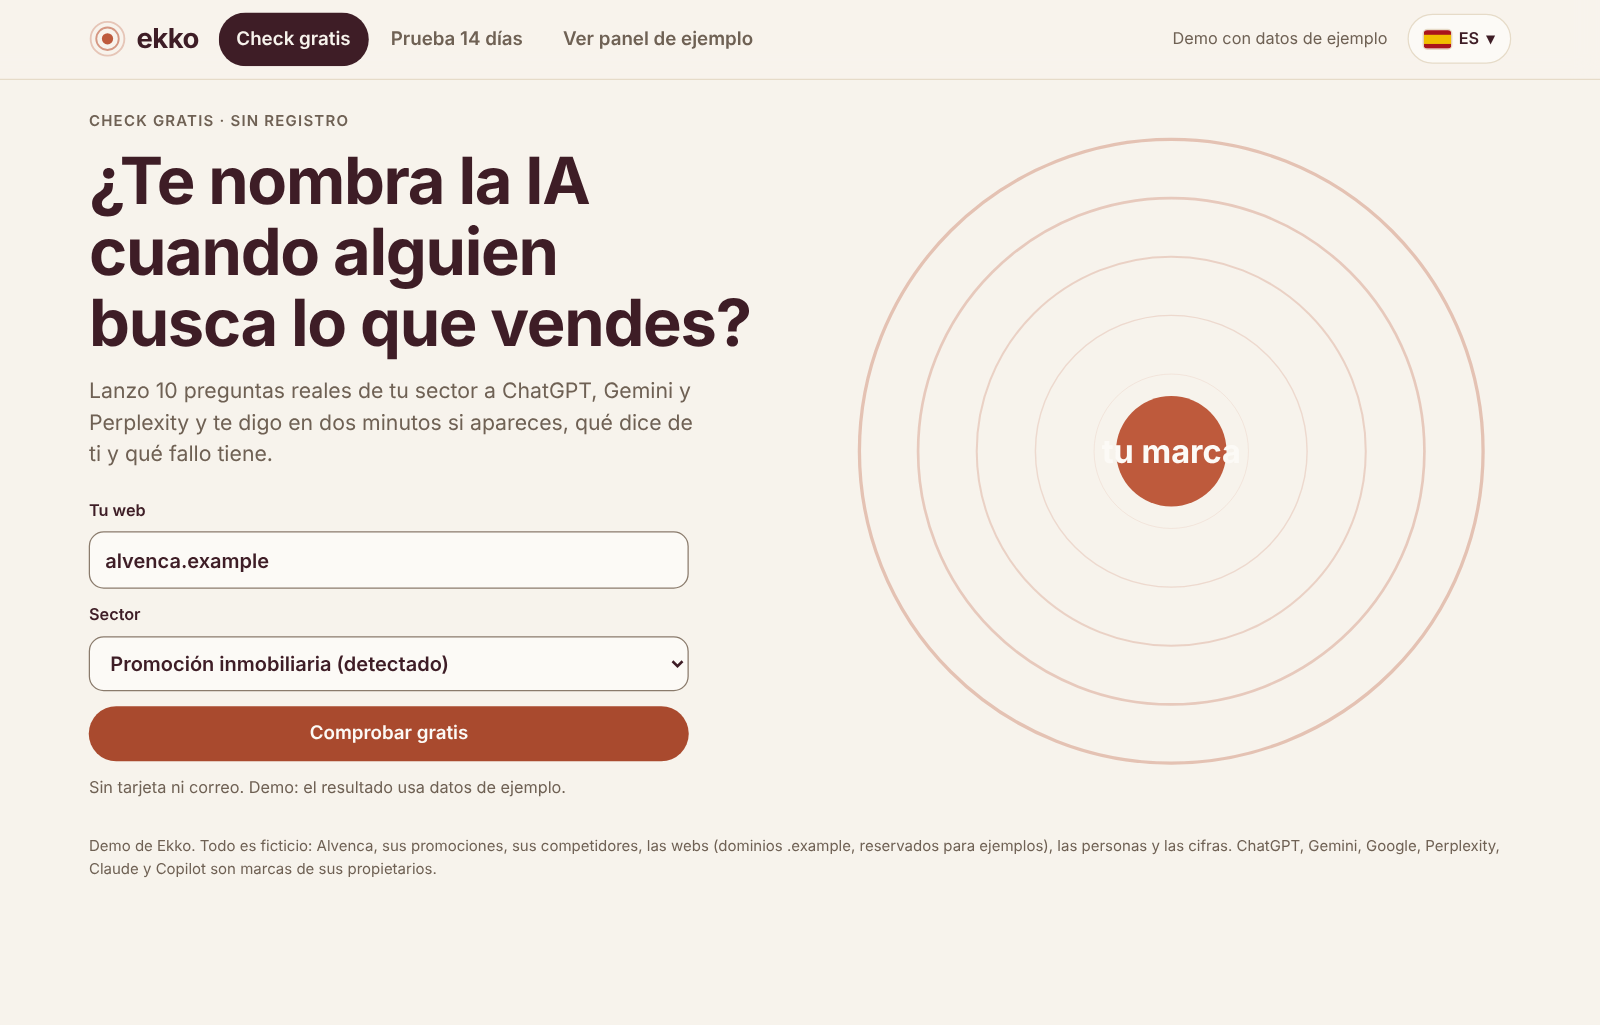 ekko
Check gratis
Prueba 14 días
Ver panel de ejemplo
Demo con datos de ejemplo
ES ▾
CHECK GRATIS · SIN REGISTRO
¿Te nombra la IA
cuando alguien
busca lo que vendes?
Lanzo 10 preguntas reales de tu sector a ChatGPT, Gemini y
Perplexity y te digo en dos minutos si apareces, qué dice de
ti y qué fallo tiene.
Tu web
alvenca.example
Sector
Promoción inmobiliaria (detectado)
Comprobar gratis
Sin tarjeta ni correo. Demo: el resultado usa datos de ejemplo.
tu marca
Demo de Ekko. Todo es ficticio: Alvenca, sus promociones, sus competidores, las webs (dominios .example, reservados para ejemplos), las personas y las cifras. ChatGPT, Gemini, Google, Perplexity,
Claude y Copilot son marcas de sus propietarios.